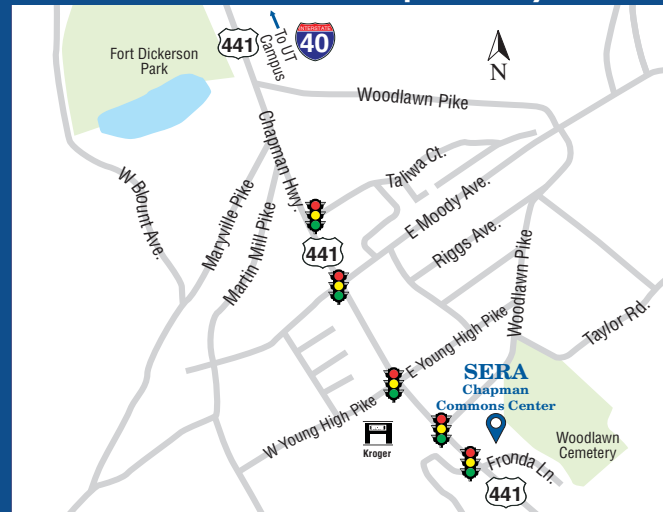 441
To UT
Campus
INTERSTATE
40
Fort Dickerson
Park
N
Woodlawn Pike
Chapman Hwy.
Taliwa Ct.
W Blount Ave.
Maryville Pike
Martin Mill Pike
E Moody Ave.
Riggs Ave.
441
Woodlawn Pike
Taylor Rd.
E Young High Pike
SERA
Chapman
Commons Center
W Young High Pike
Kroger
Woodlawn
Cemetery
Fronda Ln.
441